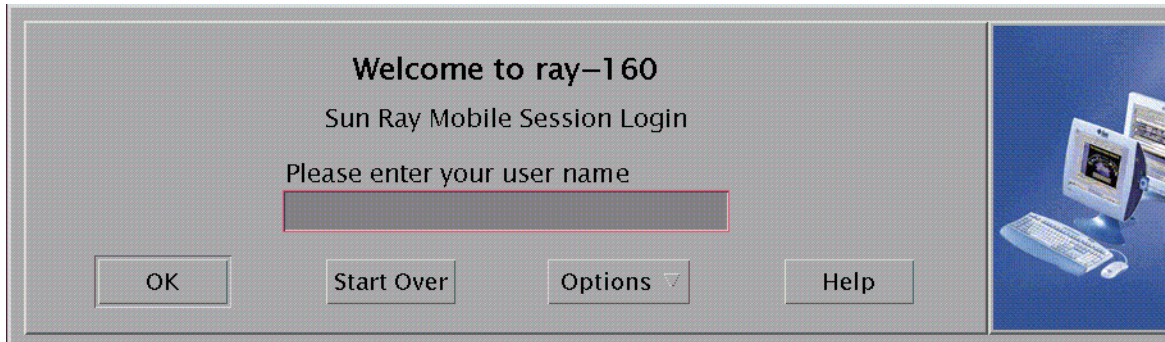 Welcome to ray–160
Sun Ray Mobile Session Login
Please enter your user name
OK
Start Over
Options
Help